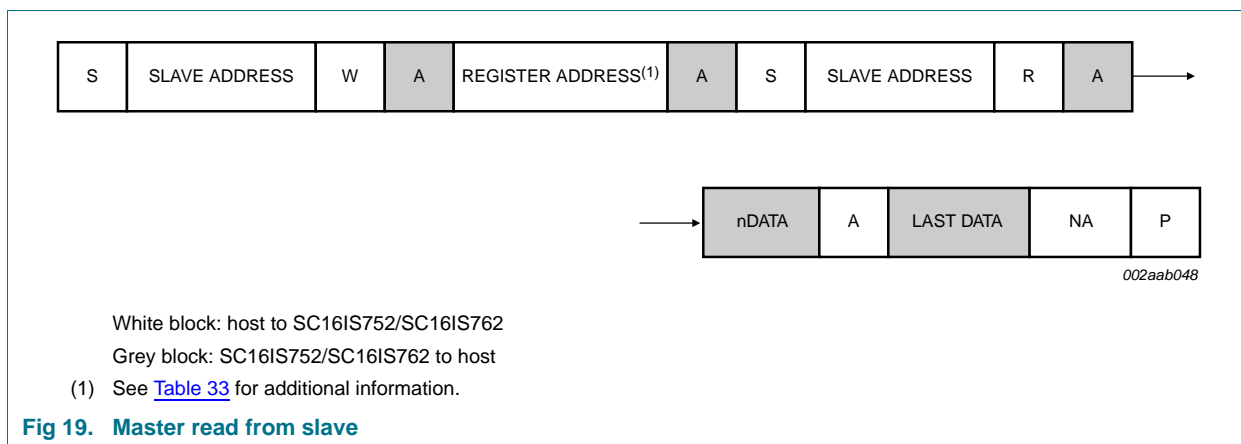 S SLAVE ADDRESS W A REGISTER ADDRESS(1) A S SLAVE ADDRESS R A
nDATA A LAST DATA NA P
002aab048
White block: host to SC16IS752/SC16IS762
Grey block: SC16IS752/SC16IS762 to host
(1) See Table 33 for additional information.
Fig 19. Master read from slave